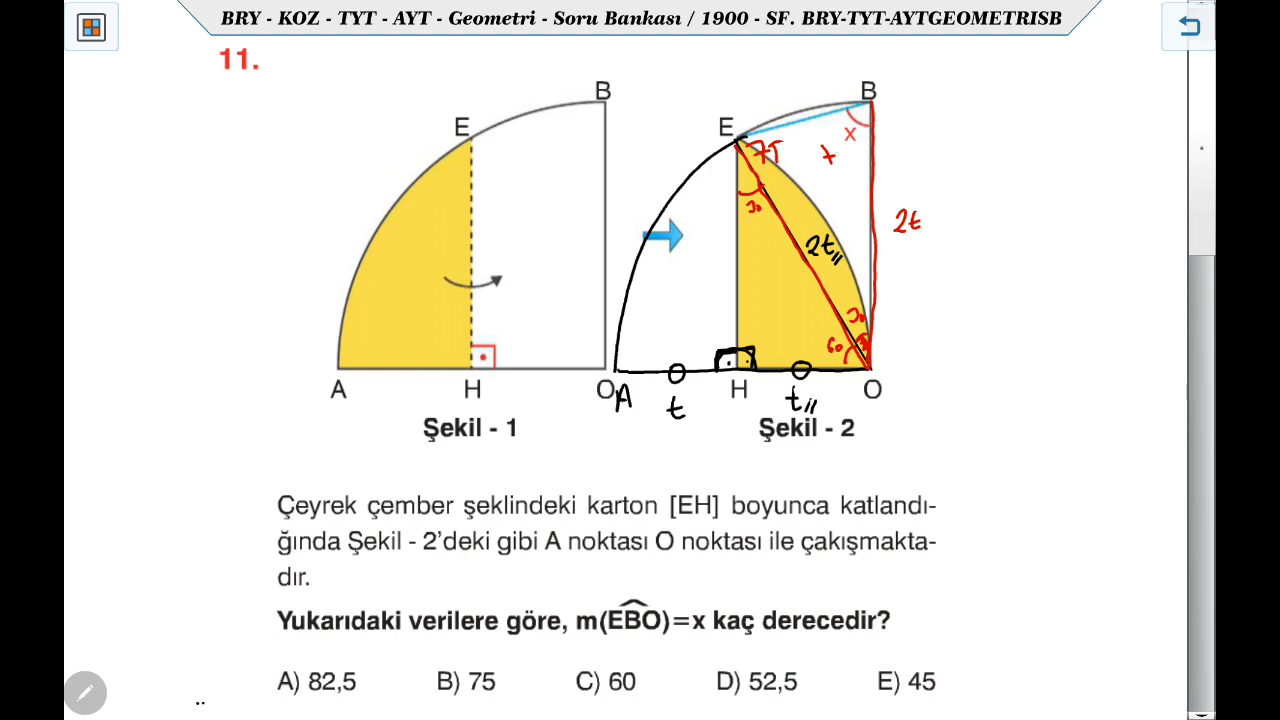 BRY - KOZ - TYT - AYT - Geometri - Soru Bankası / 1900 - SF. BRY-TYT-AYTGEOMETRISB
11.
B
E
A
H
O
Şekil - 1
B
E
x
75
x
30
2t
2t
30
60
A
t
H
t
O
Şekil - 2
Çeyrek çember şeklindeki karton [EH] boyunca katlandı-
ğında Şekil - 2’deki gibi A noktası O noktası ile çakışmakta-
dır.
Yukarıdaki verilere göre, m(EBO)=x kaç derecedir?
A) 82,5 B) 75 C) 60 D) 52,5 E) 45